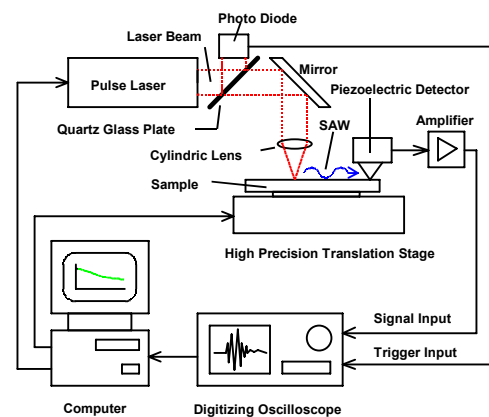 Photo Diode
Laser Beam
Mirror
Pulse Laser
Piezoelectric Detector
Quartz Glass Plate
SAW
Amplifier
Cylindric Lens
Sample
High Precision Translation Stage
Signal Input
Trigger Input
Computer
Digitizing Oscilloscope